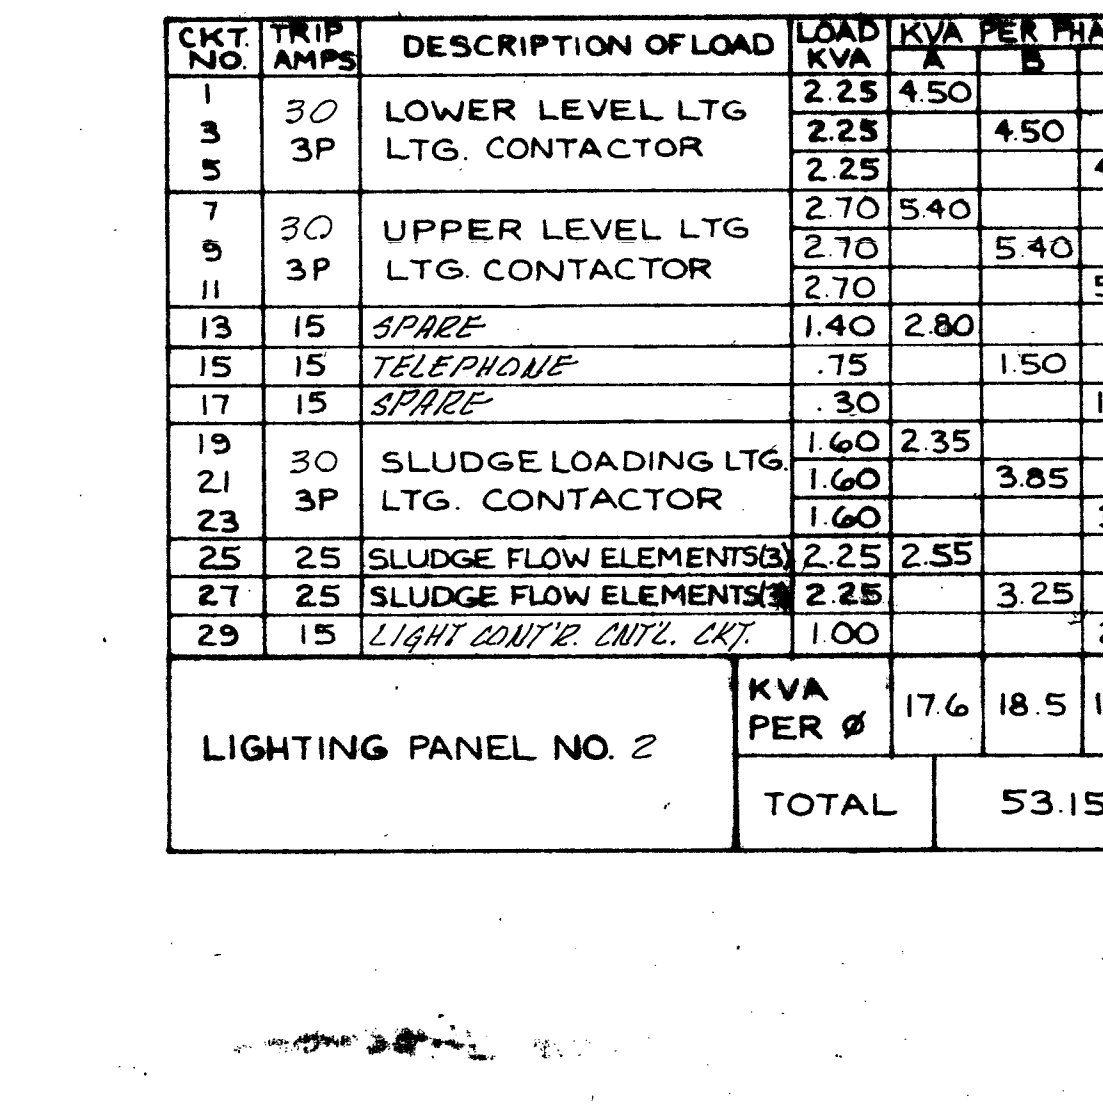 CKT. NO. TRIP AMPS DESCRIPTION OF LOAD LOAD KVA KVA PER PHA
A B
1 30 3P LOWER LEVEL LTG 2.25 4.50
3 LTG. CONTACTOR 2.25 4.50
5 2.25 4
7 30 3P UPPER LEVEL LTG 2.70 5.40
9 LTG. CONTACTOR 2.70 5.40
11 2.70 5
13 15 SPARE 1.40 2.80
15 15 TELEPHONE .75 1.50
17 15 SPARE .30 1
19 30 3P SLUDGE LOADING LTG. 1.60 2.35
21 LTG. CONTACTOR 1.60 3.85
23 1.60
25 25 SLUDGE FLOW ELEMENTS(3) 2.25 2.55
27 25 SLUDGE FLOW ELEMENTS 2.25 3.25
29 15 LIGHT CONT'R. CNT'L. CKT. 1.00
LIGHTING PANEL NO. 2
KVA PER Ø 17.6 18.5 1
TOTAL 53.15